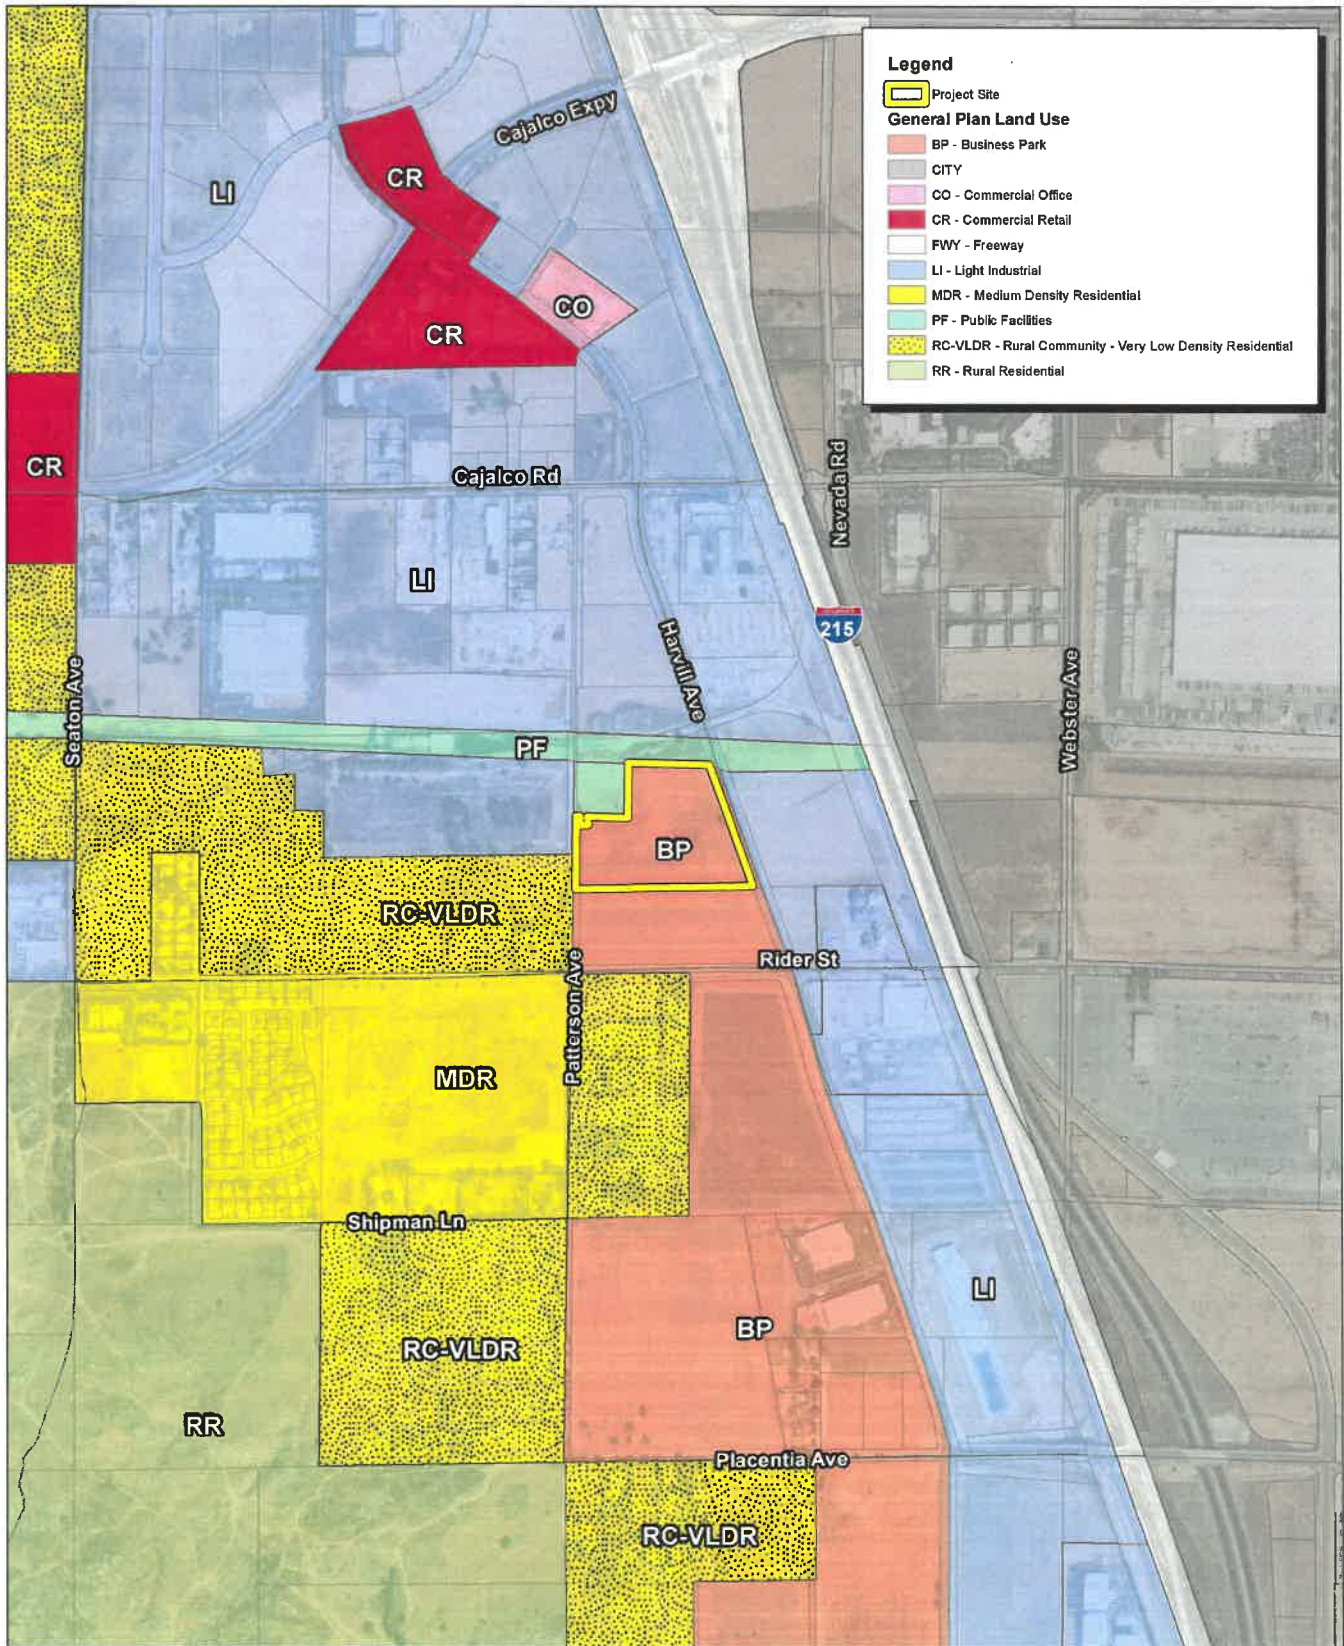 Legend
Project Site
General Plan Land Use
BP - Business Park
CITY
CO - Commercial Office
CR - Commercial Retail
FWY - Freeway
LI - Light Industrial
MDR - Medium Density Residential
PF - Public Facilities
RC-VLDR - Rural Community - Very Low Density Residential
RR - Rural Residential
Cajalco Expy
CR
LI
CO
CR
CR
Cajalco Rd
Nevada Rd
LI
215
Harvill Ave
Seaton Ave
Webster Ave
PF
BP
RC-VLDR
Rider St
Patterson Ave
MDR
Shipman Ln
LI
BP
RC-VLDR
RR
Placentia Ave
RC-VLDR